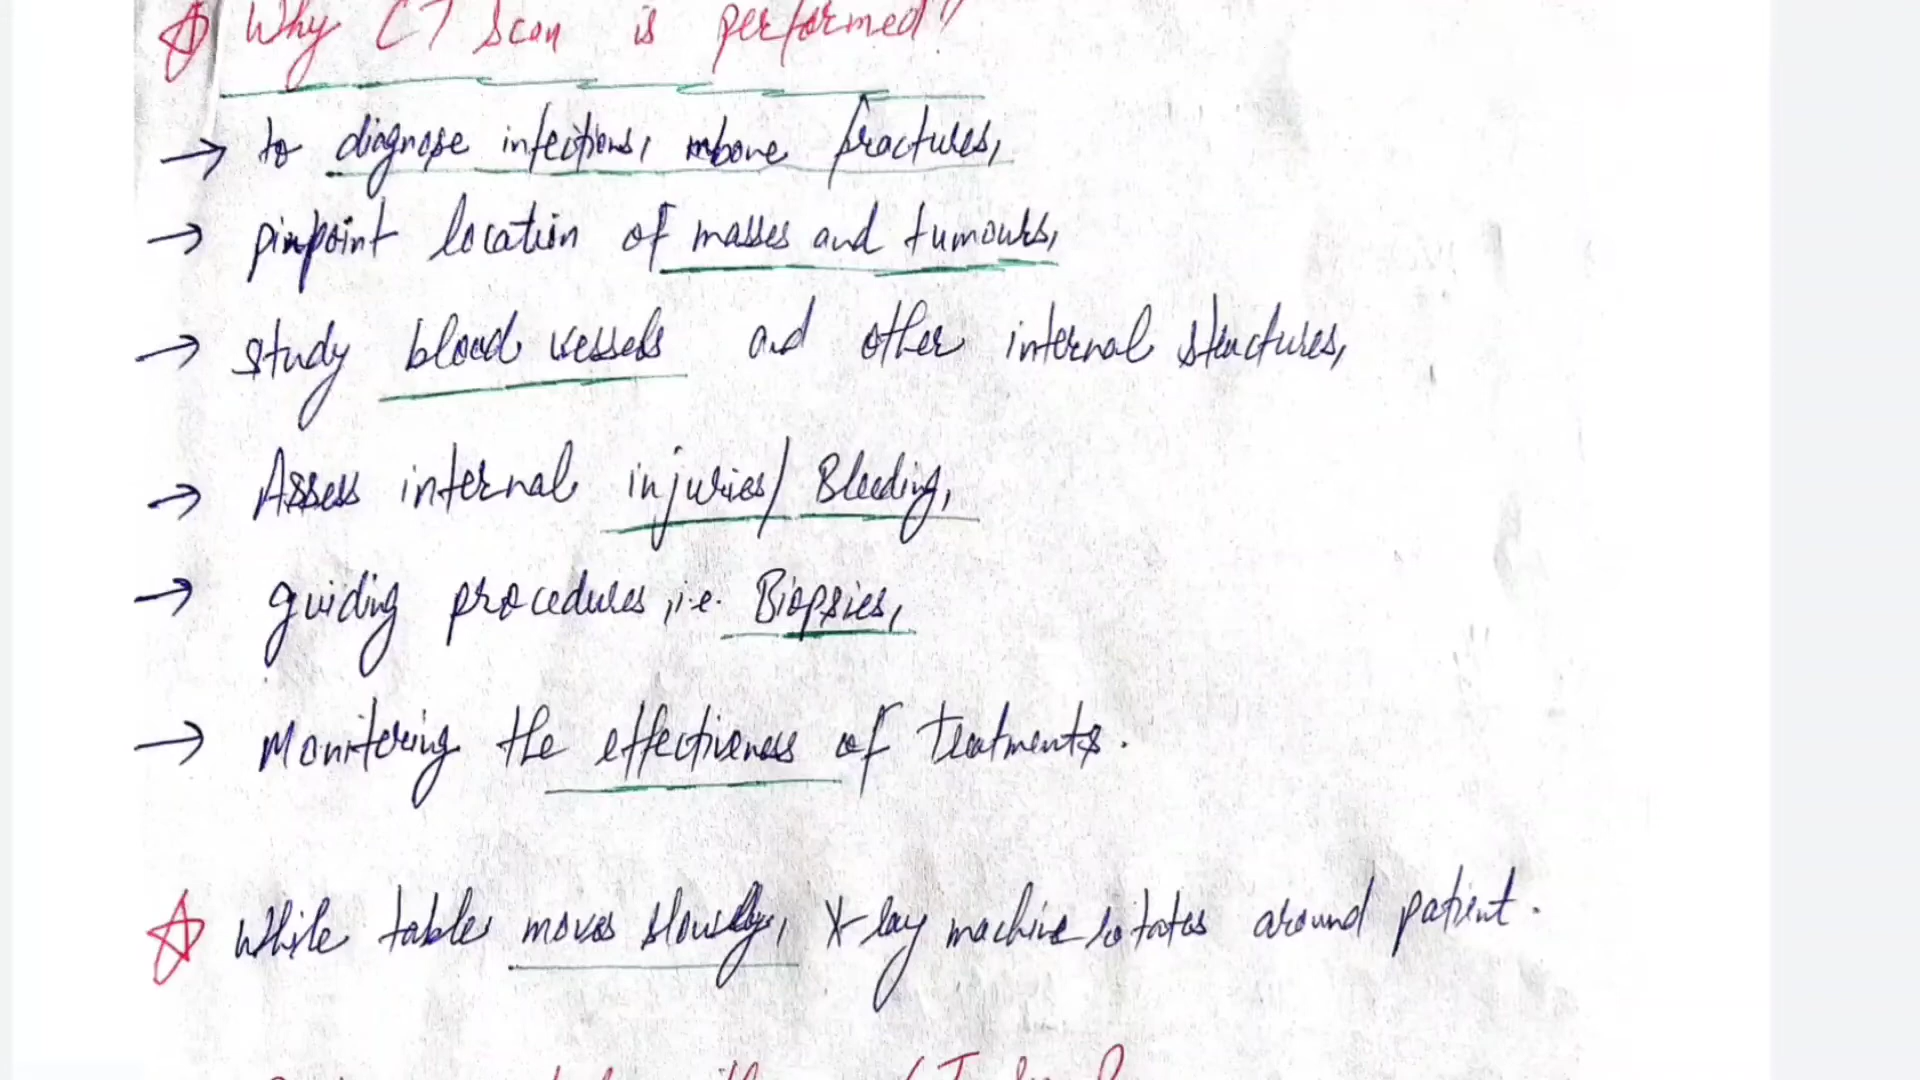 Why CT Scan is performed?
→ to diagnose infections, bone fractures,
→ pinpoint location of masses and tumours,
→ study blood vessels and other internal structures,
→ Assess internal injuries/ Bleeding,
→ guiding procedures, i.e. Biopsies,
→ Monitering the effectiveness of treatments.
While table moves slowly, X-ray machine rotates around patient.